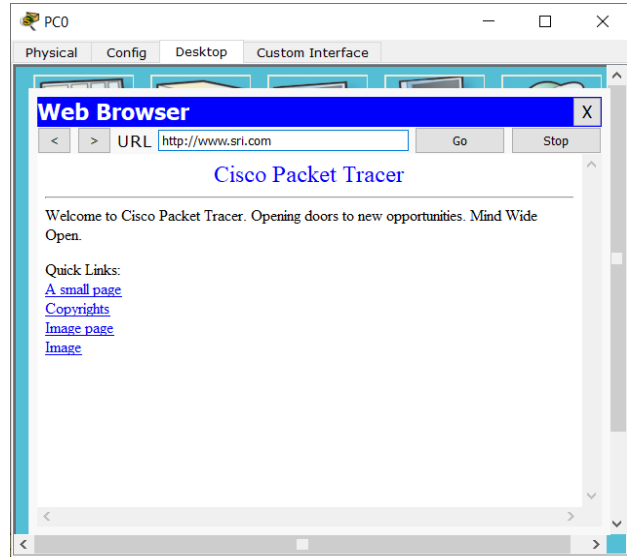 PC0
Physical Config Desktop Custom Interface
Web Browser X
< > URL http://www.sri.com Go Stop
Cisco Packet Tracer
Welcome to Cisco Packet Tracer. Opening doors to new opportunities. Mind Wide
Open.
Quick Links:
A small page
Copyrights
Image page
Image